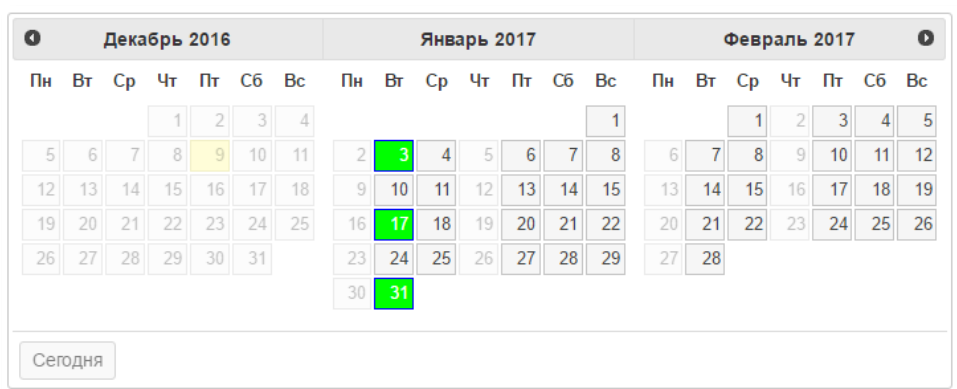 Декабрь 2016 Январь 2017 Февраль 2017
Пн Вт Ср Чт Пт Сб Вс Пн Вт Ср Чт Пт Сб Вс Пн Вт Ср Чт Пт Сб Вс
1 2 3 4 1 1 2 3 4 5
5 6 7 8 9 10 11 2 3 4 5 6 7 8 6 7 8 9 10 11 12
12 13 14 15 16 17 18 9 10 11 12 13 14 15 13 14 15 16 17 18 19
19 20 21 22 23 24 25 16 17 18 19 20 21 22 20 21 22 23 24 25 26
26 27 28 29 30 31 23 24 25 26 27 28 29 27 28
30 31
Сегодня